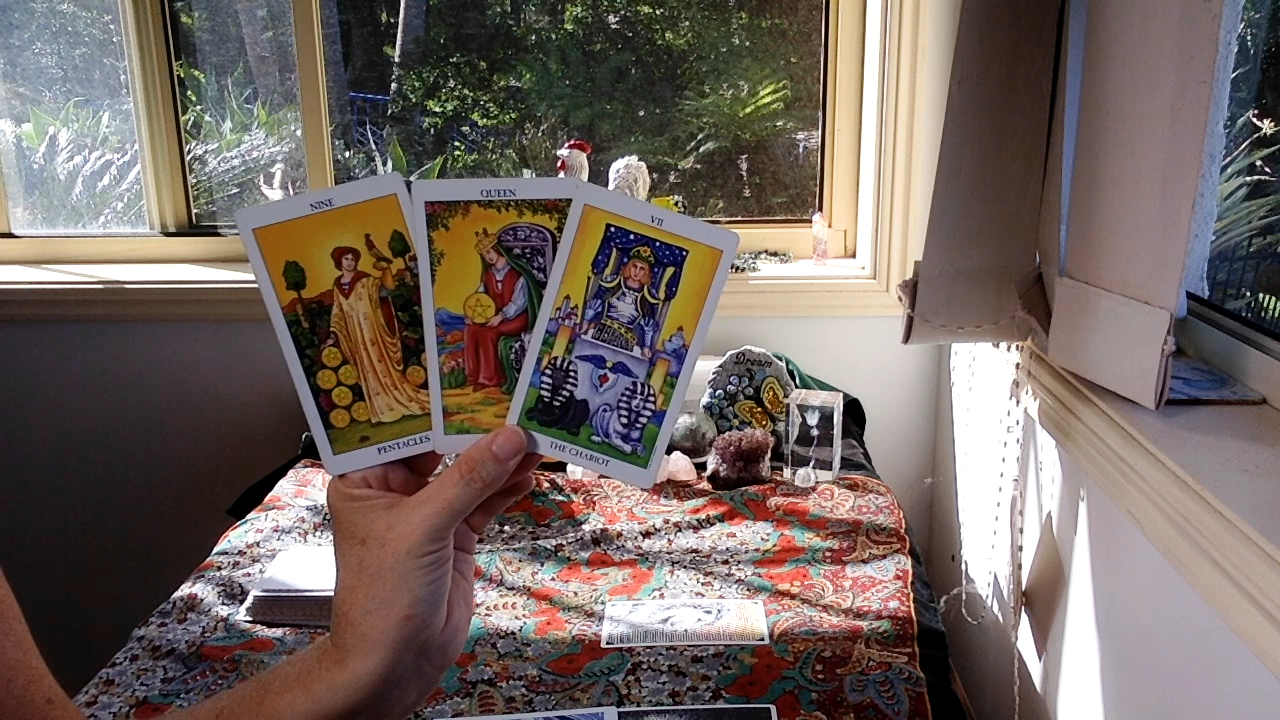 NINE
PENTACLES
QUEEN
VII
THE CHARIOT
Dream